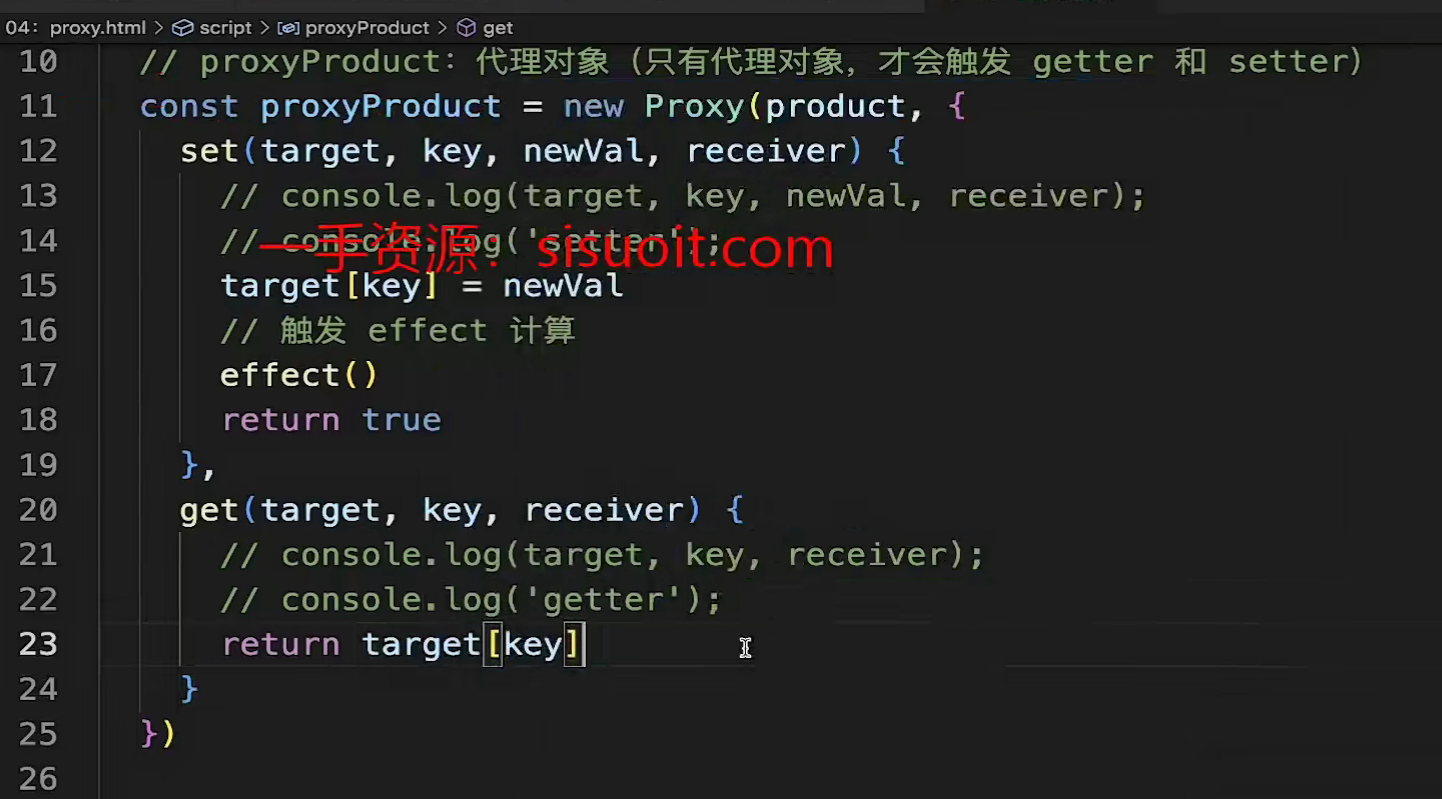 04: proxy.html > script > proxyProduct > get
10 // proxyProduct: 代理对象（只有代理对象，才会触发 getter 和 setter）
11 const proxyProduct = new Proxy(product, {
12 set(target, key, newVal, receiver) {
13 // console.log(target, key, newVal, receiver);
14 // console.log('setter');
一手资源：sisuoit.com
15 target[key] = newVal
16 // 触发 effect 计算
17 effect()
18 return true
19 },
20 get(target, key, receiver) {
21 // console.log(target, key, receiver);
22 // console.log('getter');
23 return target[key]
24 }
25 })
26